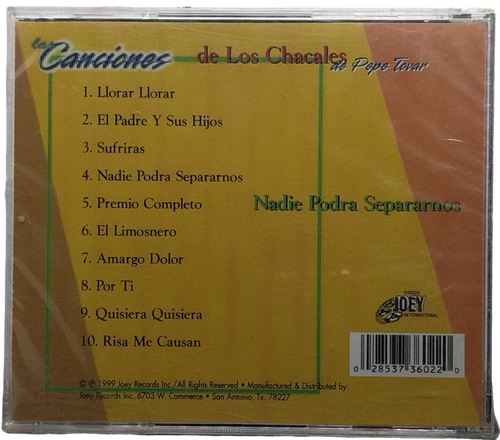 las Canciones de Los Chacales
de Pepe Tovar
1. Llorar Llorar
2. El Padre Y Sus Hijos
3. Sufriras
4. Nadie Podra Separarnos
5. Premio Completo
6. El Limosnero
7. Amargo Dolor
8. Por Ti
9. Quisiera Quisiera
10. Risa Me Causan
Nadie Podra Separarnos
DISCOS
JOEY
INTERNATIONAL
0 28537 36022 0
© ℗ 1999 Joey Records Inc./All Rights Reserved • Manufactured & Distributed by:
Joey Records Inc. 6703 W. Commerce • San Antonio, Tx. 78227